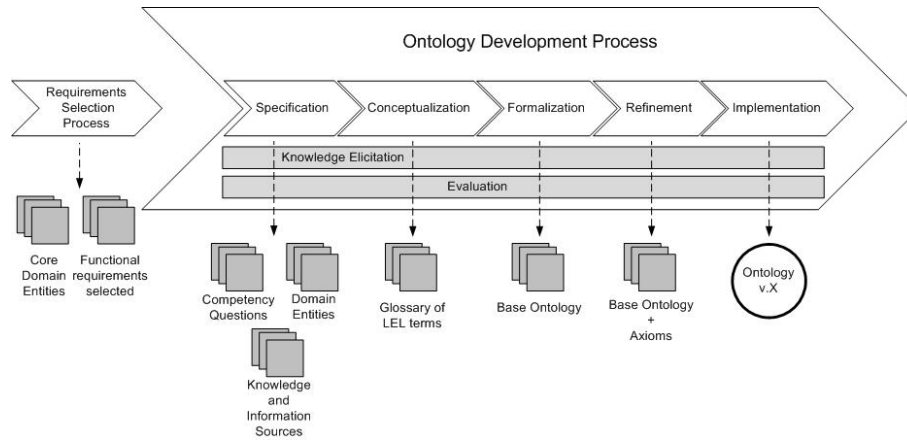 Ontology Development Process
Requirements
Selection
Process
Specification
Conceptualization
Formalization
Refinement
Implementation
Knowledge Elicitation
Evaluation
Core
Domain
Entities
Functional
requirements
selected
Competency
Questions
Domain
Entities
Knowledge
and
Information
Sources
Glossary of
LEL terms
Base Ontology
Base Ontology
+
Axioms
Ontology
v.X